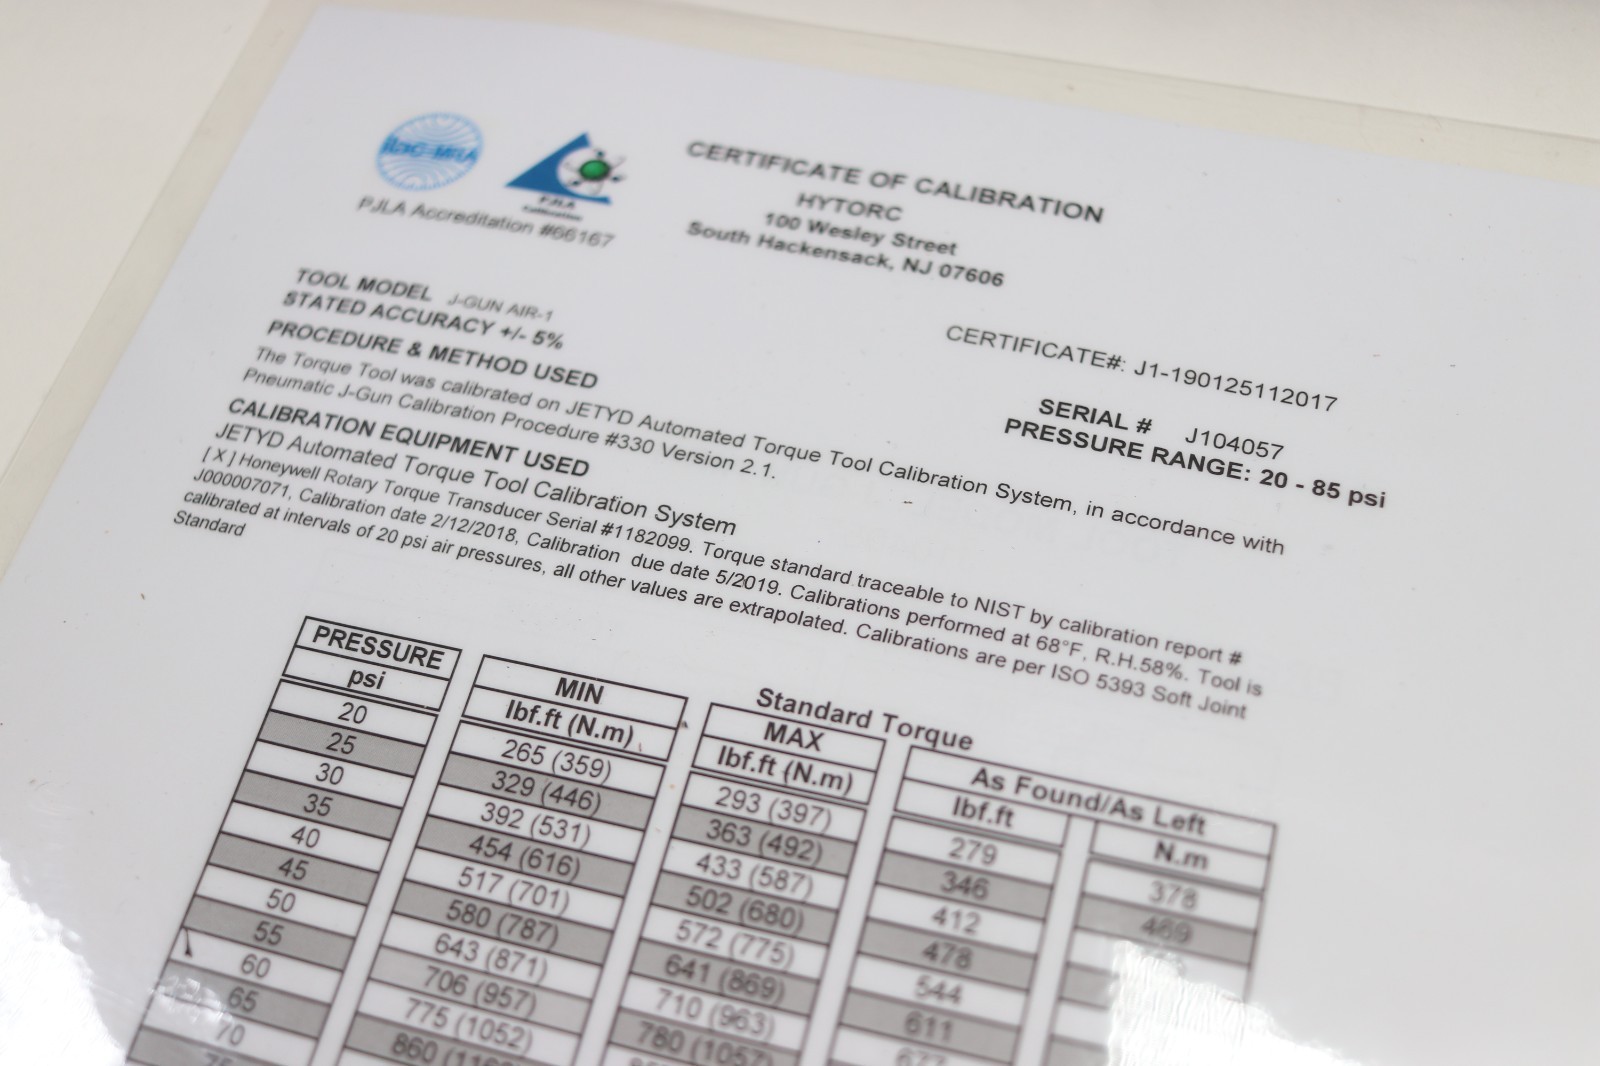 ilac-MRA
PJLA
Calibration
PJLA Accreditation #66167
CERTIFICATE OF CALIBRATION
HYTORC
100 Wesley Street
South Hackensack, NJ 07606
TOOL MODEL J-GUN AIR-1
STATED ACCURACY +/- 5%
CERTIFICATE#: J1-190125112017
SERIAL # J104057
PRESSURE RANGE: 20 - 85 psi
PROCEDURE & METHOD USED
The Torque Tool was calibrated on JETYD Automated Torque Tool Calibration System, in accordance with
Pneumatic J-Gun Calibration Procedure #330 Version 2.1.
CALIBRATION EQUIPMENT USED
JETYD Automated Torque Tool Calibration System
[ X ] Honeywell Rotary Torque Transducer Serial #1182099. Torque standard traceable to NIST by calibration report #
J000007071, Calibration date 2/12/2018, Calibration due date 5/2019. Calibrations performed at 68°F, R.H.58%. Tool is
calibrated at intervals of 20 psi air pressures, all other values are extrapolated. Calibrations are per ISO 5393 Soft Joint
Standard
Standard Torque
PRESSURE MIN MAX As Found/As Left
psi lbf.ft (N.m) lbf.ft (N.m) lbf.ft N.m
20 265 (359) 293 (397) 279 378
25 329 (446) 363 (492) 346 469
30 392 (531) 433 (587) 412
35 454 (616) 502 (680) 478
40 517 (701) 572 (775) 544
45 580 (787) 641 (869) 611
50 643 (871) 710 (963) 677
55 706 (957) 780 (1057)
60 775 (1052)
65 860
70
75